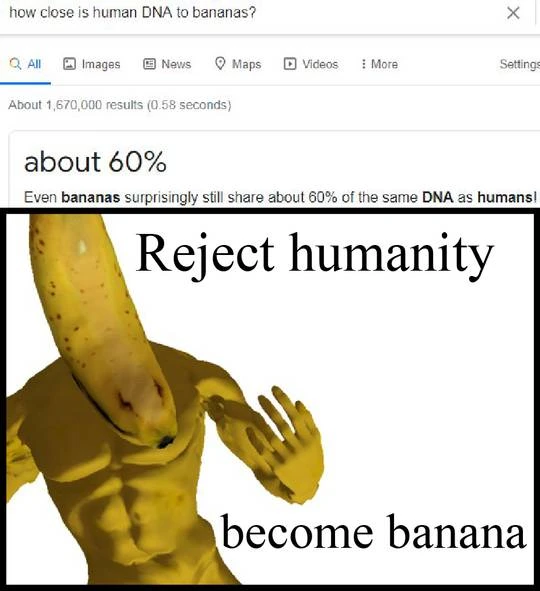 how close is human DNA to bananas?
All Images News Maps Videos More Settings
About 1,670,000 results (0.58 seconds)
about 60%
Even bananas surprisingly still share about 60% of the same DNA as humans!
Reject humanity
become banana